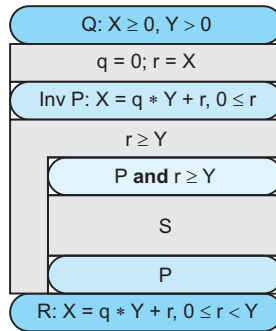 Q: X ≥ 0, Y > 0
q = 0; r = X
Inv P: X = q ∗ Y + r, 0 ≤ r
r ≥ Y
P and r ≥ Y
S
P
R: X = q ∗ Y + r, 0 ≤ r < Y